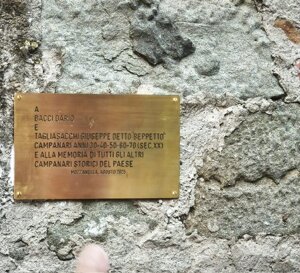 A
BACCI DARIO
E
TAGLIASACCHI GIUSEPPE DETTO "BEPPETTO"
CAMPANARI ANNI 30-40-50-60-70 (SEC.XX)
E ALLA MEMORIA DI TUTTI GLI ALTRI
CAMPANARI STORICI DEL PAESE
AGOSTO